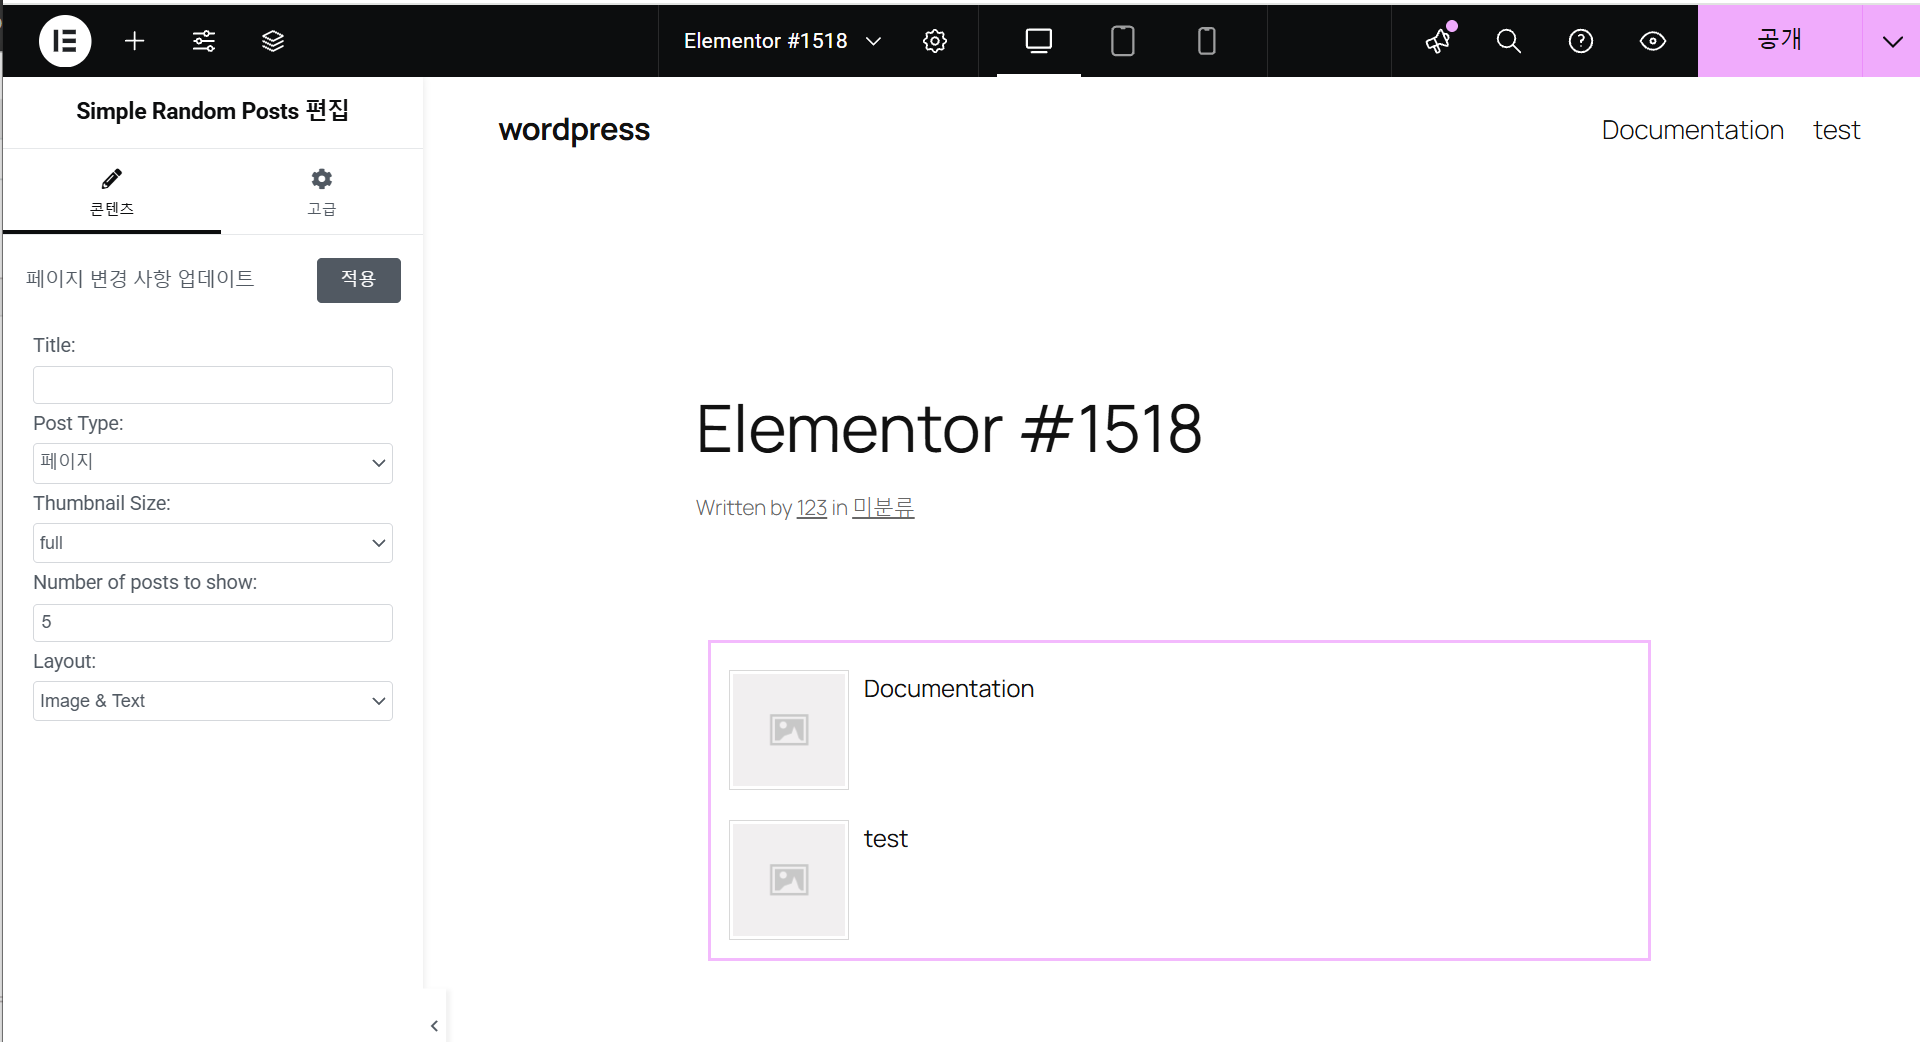 Elementor #1518
공개
Simple Random Posts 편집
콘텐츠
고급
페이지 변경 사항 업데이트
적용
Title:
Post Type:
페이지
Thumbnail Size:
full
Number of posts to show:
5
Layout:
Image & Text
wordpress
Documentation test
Elementor #1518
Written by 123 in 미분류
Documentation
test